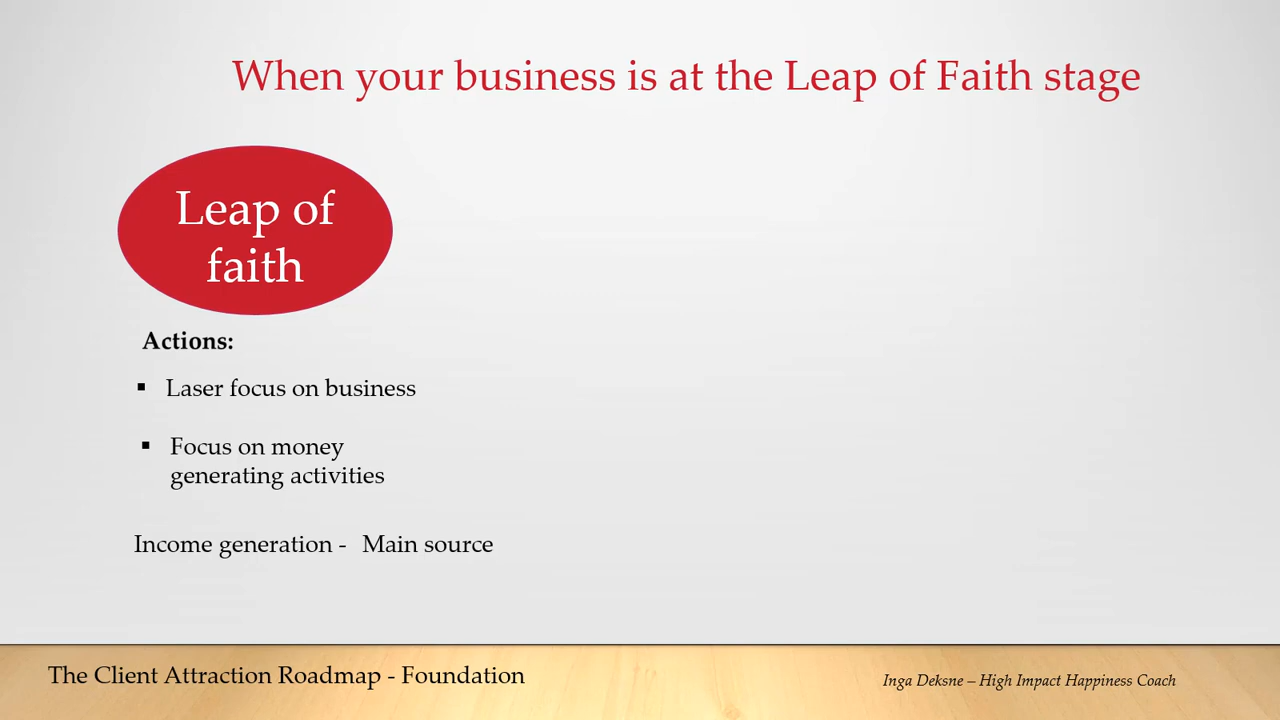 When your business is at the Leap of Faith stage
Leap of
faith
Actions:
▪ Laser focus on business
▪ Focus on money
generating activities
Income generation - Main source
The Client Attraction Roadmap - Foundation
Inga Deksne – High Impact Happiness Coach